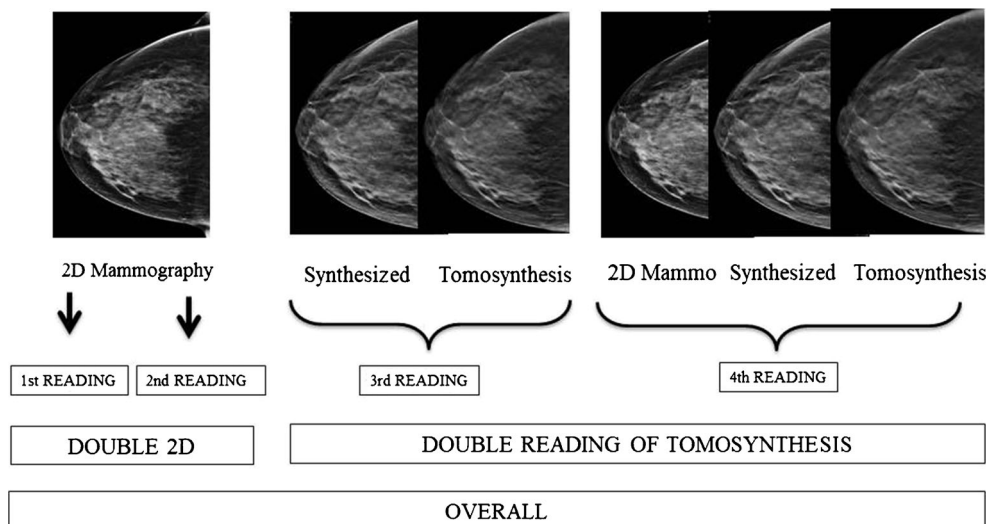 2D Mammography
Synthesized Tomosynthesis
2D Mammo Synthesized Tomosynthesis
1st READING
2nd READING
3rd READING
4th READING
DOUBLE 2D
DOUBLE READING OF TOMOSYNTHESIS
OVERALL